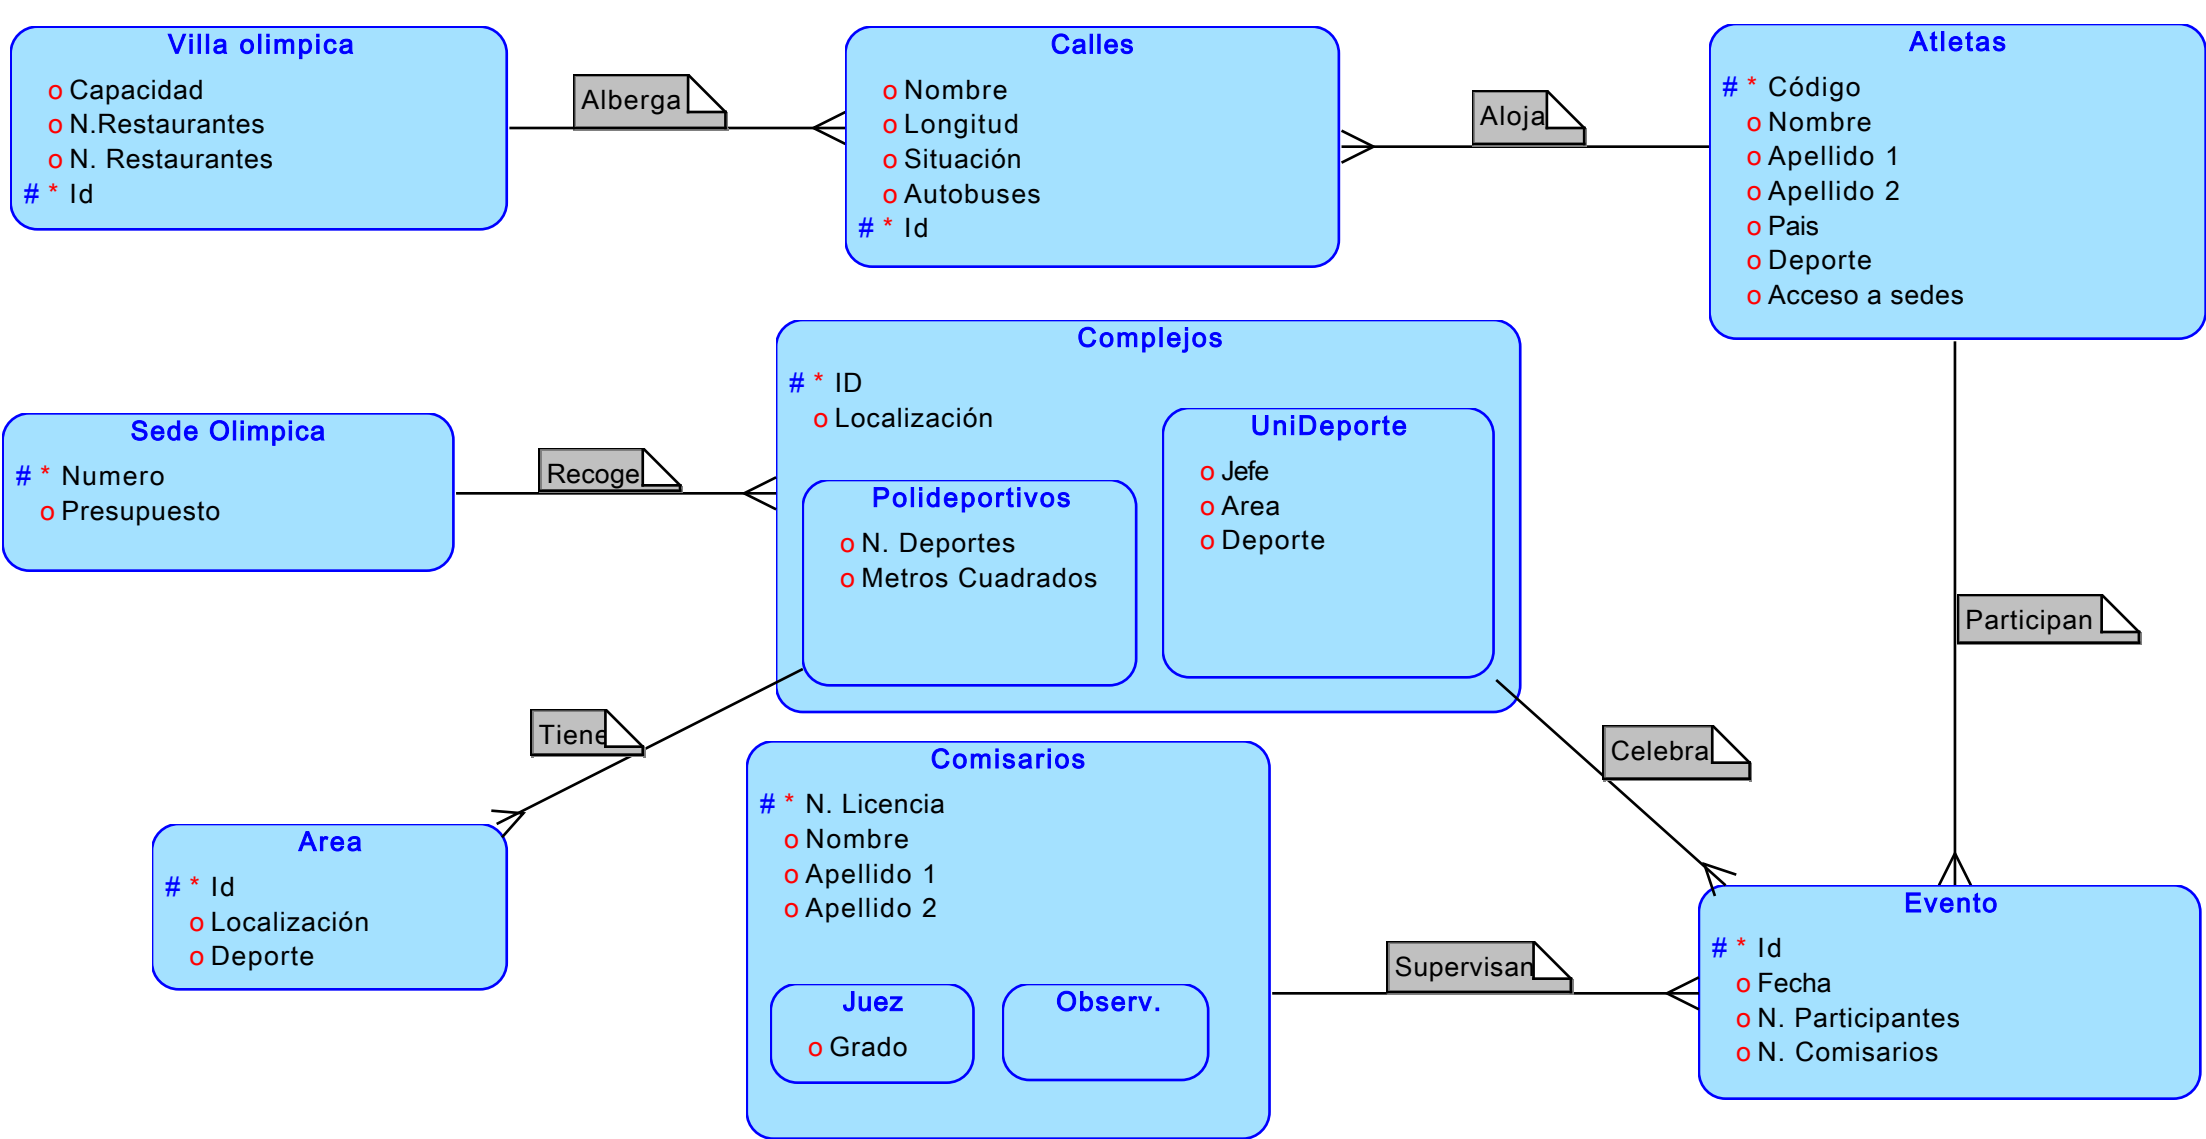 Villa olimpica
o Capacidad
o N.Restaurantes
o N. Restaurantes
# * Id
Alberga
Calles
o Nombre
o Longitud
o Situación
o Autobuses
# * Id
Aloja
Atletas
# * Código
o Nombre
o Apellido 1
o Apellido 2
o Pais
o Deporte
o Acceso a sedes
Sede Olimpica
# * Numero
o Presupuesto
Recoge
Complejos
# * ID
o Localización
Polideportivos
o N. Deportes
o Metros Cuadrados
UniDeporte
o Jefe
o Area
o Deporte
Participan
Tiene
Celebra
Area
# * Id
o Localización
o Deporte
Comisarios
# * N. Licencia
o Nombre
o Apellido 1
o Apellido 2
Juez
o Grado
Observ.
Supervisan
Evento
# * Id
o Fecha
o N. Participantes
o N. Comisarios